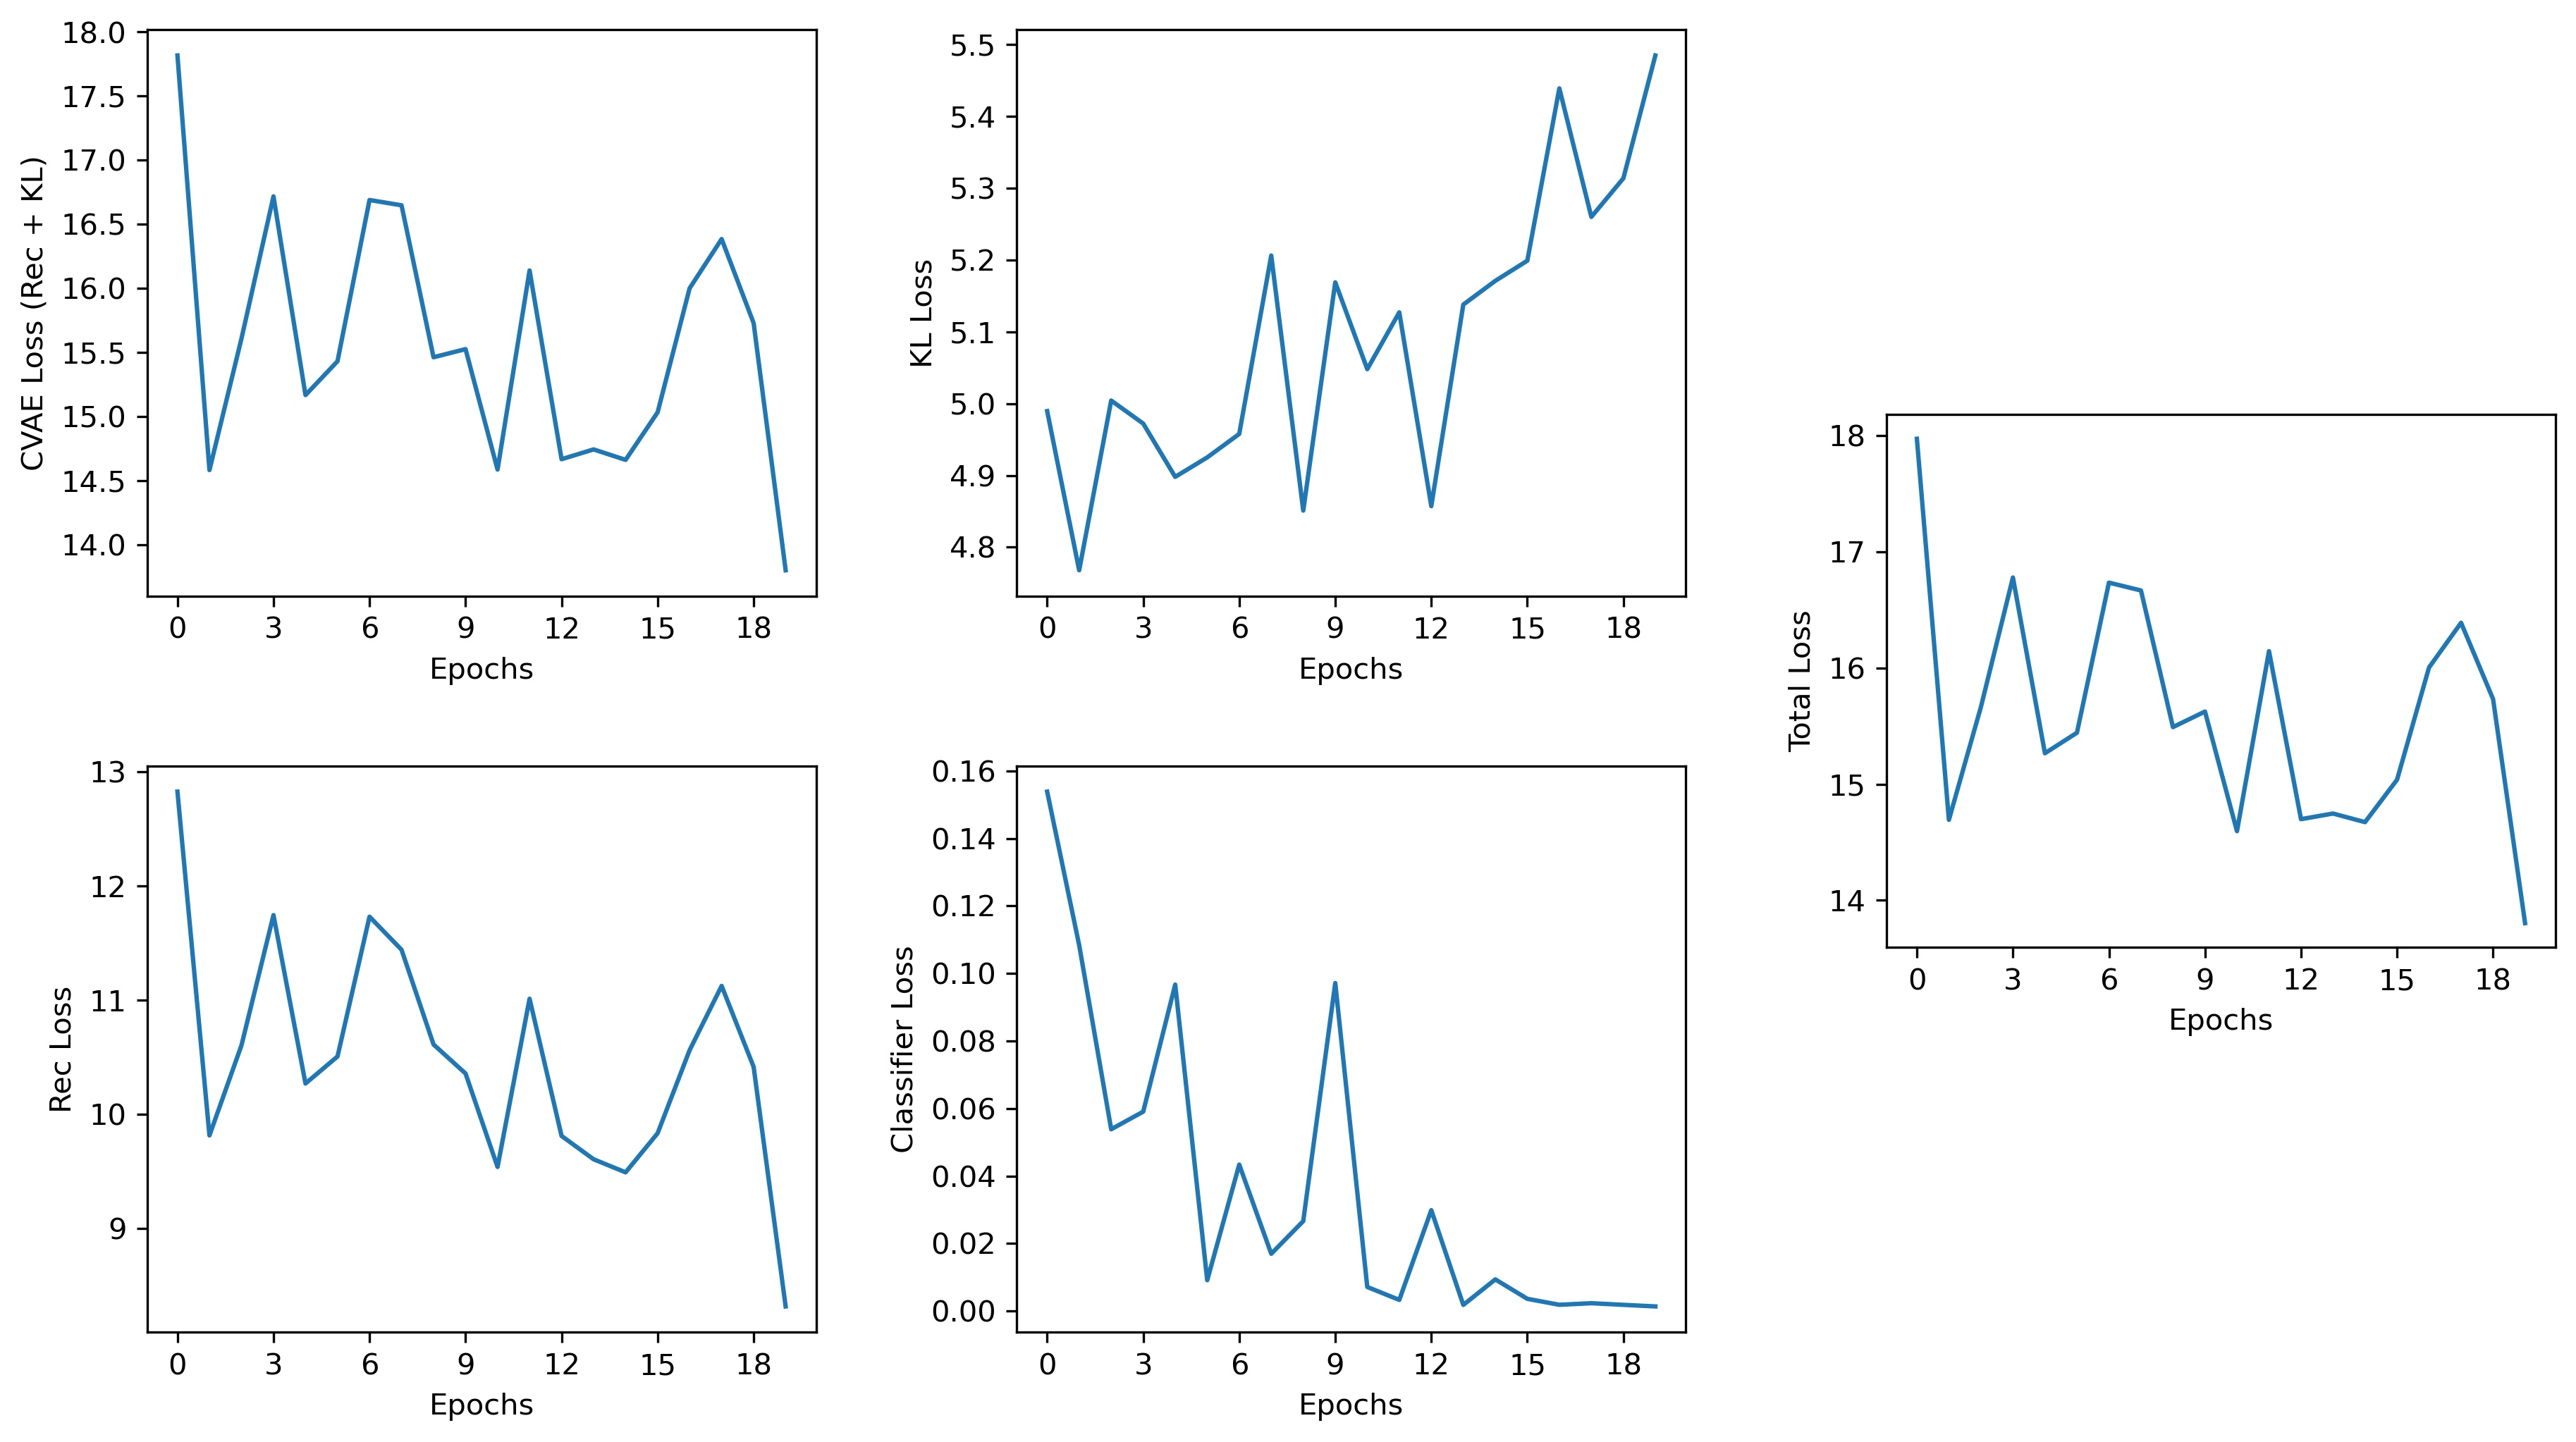 CVAE Loss (Rec + KL)
18.0
17.5
17.0
16.5
16.0
15.5
15.0
14.5
14.0
0 3 6 9 12 15 18
Epochs
KL Loss
5.5
5.4
5.3
5.2
5.1
5.0
4.9
4.8
0 3 6 9 12 15 18
Epochs
Rec Loss
13
12
11
10
9
0 3 6 9 12 15 18
Epochs
Classifier Loss
0.16
0.14
0.12
0.10
0.08
0.06
0.04
0.02
0.00
0 3 6 9 12 15 18
Epochs
Total Loss
18
17
16
15
14
0 3 6 9 12 15 18
Epochs